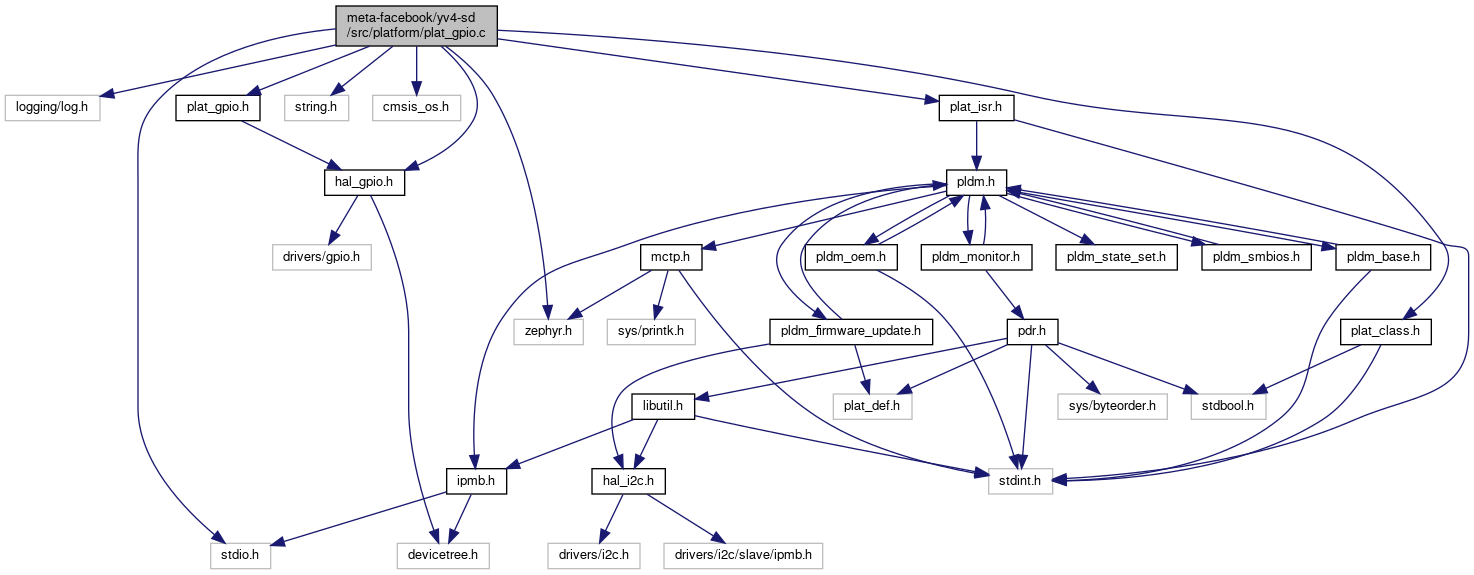 meta-facebook/yv4-sd
/src/platform/plat_gpio.c
logging/log.h
plat_gpio.h
string.h
cmsis_os.h
plat_isr.h
hal_gpio.h
pldm.h
drivers/gpio.h
mctp.h
pldm_oem.h
pldm_monitor.h
pldm_state_set.h
pldm_smbios.h
pldm_base.h
zephyr.h
sys/printk.h
pldm_firmware_update.h
pdr.h
plat_class.h
libutil.h
plat_def.h
sys/byteorder.h
stdbool.h
ipmb.h
hal_i2c.h
stdint.h
stdio.h
devicetree.h
drivers/i2c.h
drivers/i2c/slave/ipmb.h